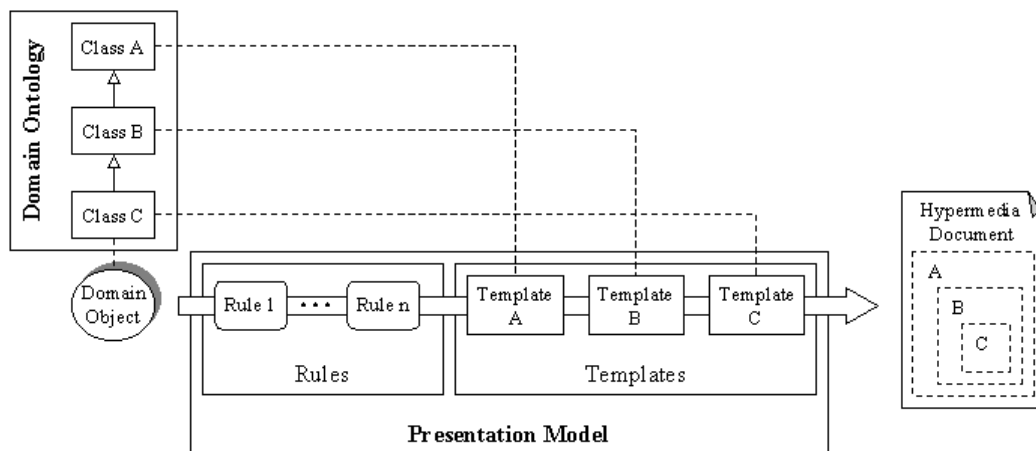 Domain Ontology
Class A
Class B
Class C
Domain
Object
Rule 1
• • •
Rule n
Rules
Template
A
Template
B
Template
C
Templates
Presentation Model
Hypermedia
Document
A
B
C